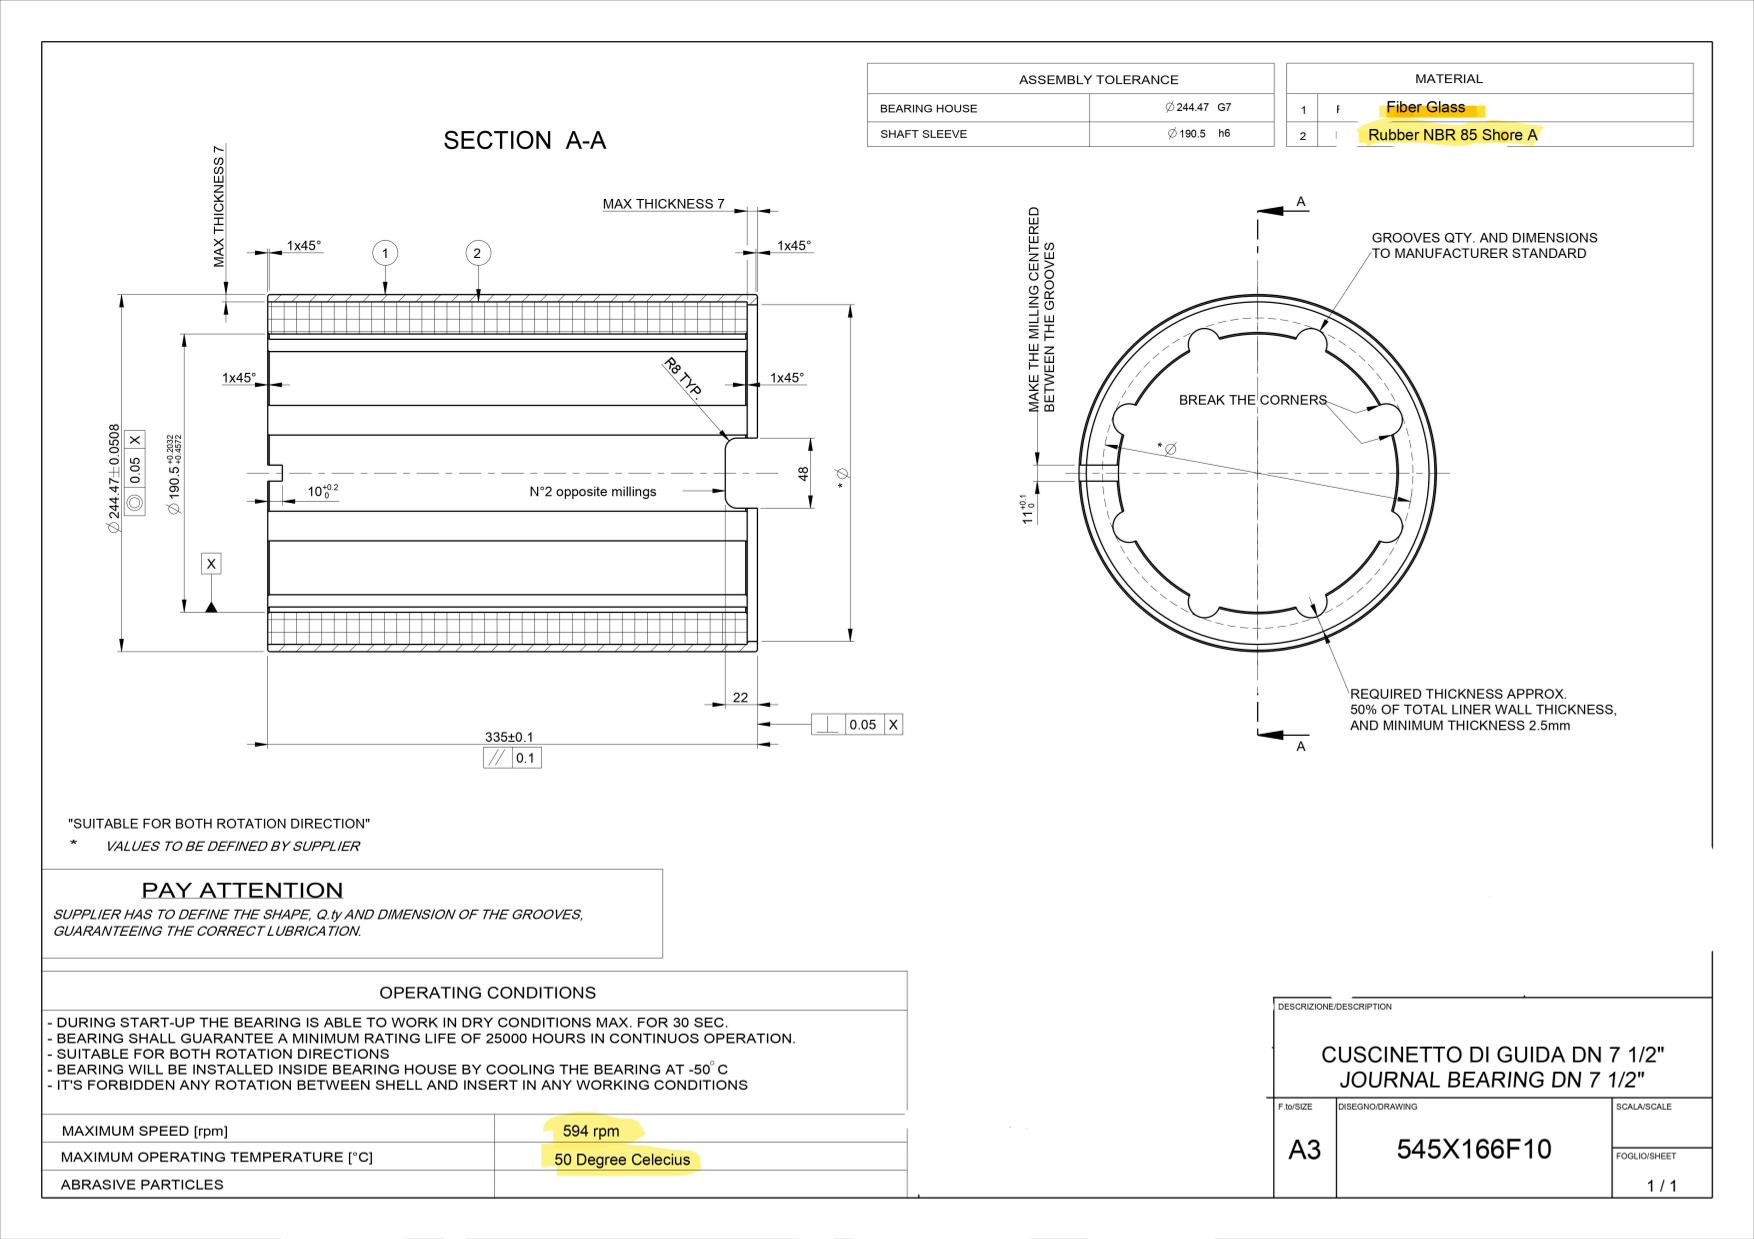 ASSEMBLY TOLERANCE
BEARING HOUSE ∅ 244.47 G7
SHAFT SLEEVE ∅ 190.5 h6
MATERIAL
1 Fiber Glass
2 Rubber NBR 85 Shore A
SECTION A-A
MAX THICKNESS 7
MAX THICKNESS 7
1x45°
1
2
1x45°
1x45°
1x45°
R8 TYP.
∅ 244.47±0.0508
◎ 0.05 X
∅ 190.5 +0.2032
+0.4572
X
10 +0.2
0
N°2 opposite millings
48
* ∅
22
⊥ 0.05 X
335±0.1
// 0.1
A
MAKE THE MILLING CENTERED
BETWEEN THE GROOVES
GROOVES QTY. AND DIMENSIONS
TO MANUFACTURER STANDARD
BREAK THE CORNERS
* ∅
11 +0.1
0
REQUIRED THICKNESS APPROX.
50% OF TOTAL LINER WALL THICKNESS,
AND MINIMUM THICKNESS 2.5mm
A
"SUITABLE FOR BOTH ROTATION DIRECTION"
* VALUES TO BE DEFINED BY SUPPLIER
PAY ATTENTION
SUPPLIER HAS TO DEFINE THE SHAPE, Q.ty AND DIMENSION OF THE GROOVES,
GUARANTEEING THE CORRECT LUBRICATION.
OPERATING CONDITIONS
- DURING START-UP THE BEARING IS ABLE TO WORK IN DRY CONDITIONS MAX. FOR 30 SEC.
- BEARING SHALL GUARANTEE A MINIMUM RATING LIFE OF 25000 HOURS IN CONTINUOS OPERATION.
- SUITABLE FOR BOTH ROTATION DIRECTIONS
- BEARING WILL BE INSTALLED INSIDE BEARING HOUSE BY COOLING THE BEARING AT -50° C
- IT'S FORBIDDEN ANY ROTATION BETWEEN SHELL AND INSERT IN ANY WORKING CONDITIONS
MAXIMUM SPEED [rpm] 594 rpm
MAXIMUM OPERATING TEMPERATURE [°C] 50 Degree Celecius
ABRASIVE PARTICLES
DESCRIZIONE/DESCRIPTION
CUSCINETTO DI GUIDA DN 7 1/2"
JOURNAL BEARING DN 7 1/2"
F.to/SIZE
A3
DISEGNO/DRAWING
545X166F10
SCALA/SCALE
FOGLIO/SHEET
1 / 1